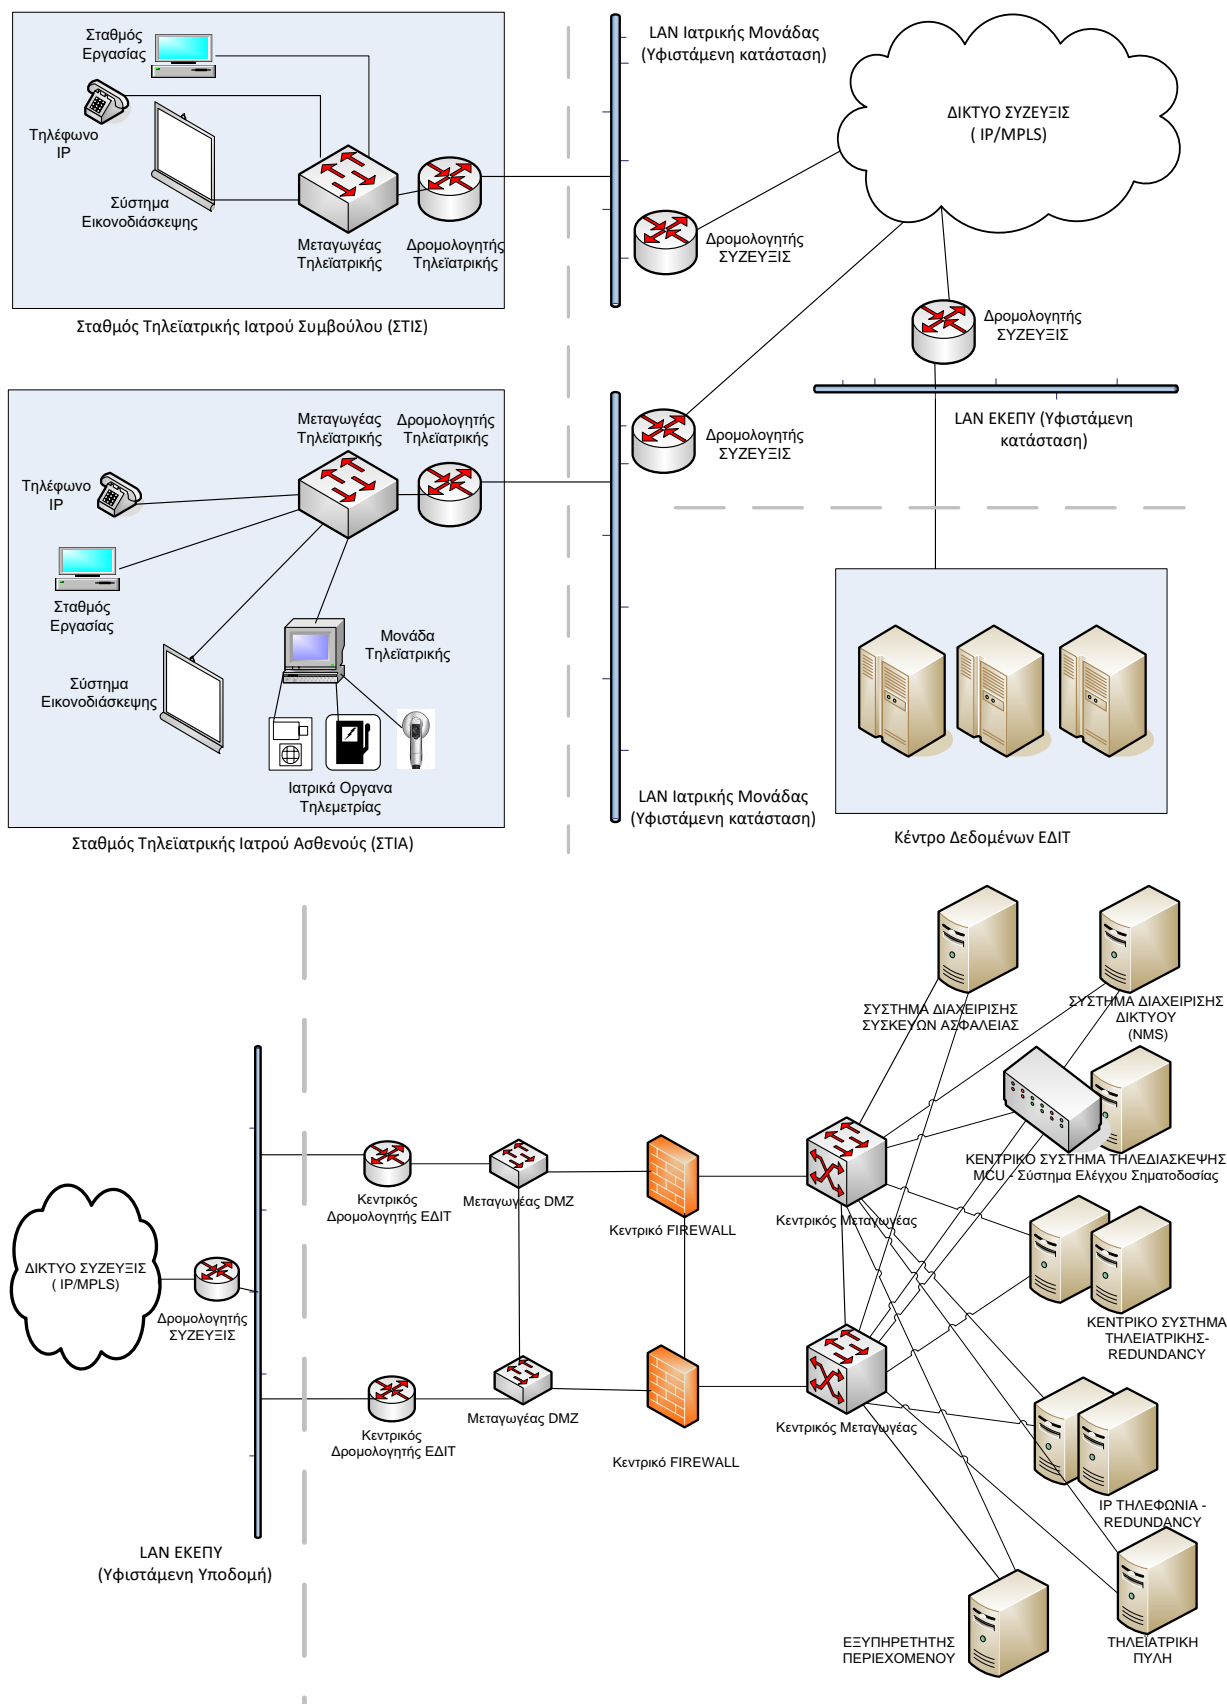 Σταθμός
Εργασίας
Τηλέφωνο
IP
Σύστημα
Εικονοδιάσκεψης
Μεταγωγέας
Τηλεϊατρικής
Δρομολογητής
Τηλεϊατρικής
Σταθμός Τηλεϊατρικής Ιατρού Συμβούλου (ΣΤΙΣ)
LAN Ιατρικής Μονάδας
(Υφιστάμενη κατάσταση)
ΔΙΚΤΥΟ ΣΥΖΕΥΞΙΣ
( IP/MPLS)
Δρομολογητής
ΣΥΖΕΥΞΙΣ
Δρομολογητής
ΣΥΖΕΥΞΙΣ
LAN ΕΚΕΠΥ (Υφιστάμενη
κατάσταση)
Μεταγωγέας
Τηλεϊατρικής
Δρομολογητής
Τηλεϊατρικής
Δρομολογητής
ΣΥΖΕΥΞΙΣ
Τηλέφωνο
IP
Σταθμός
Εργασίας
Σύστημα
Εικονοδιάσκεψης
Μονάδα
Τηλεϊατρικής
Ιατρικά Οργανα
Τηλεμετρίας
Σταθμός Τηλεϊατρικής Ιατρού Ασθενούς (ΣΤΙΑ)
LAN Ιατρικής Μονάδας
(Υφιστάμενη κατάσταση)
Κέντρο Δεδομένων ΕΔΙΤ
ΣΥΣΤΗΜΑ ΔΙΑΧΕΙΡΙΣΗΣ
ΣΥΣΚΕΥΩΝ ΑΣΦΑΛΕΙΑΣ
ΣΥΣΤΗΜΑ ΔΙΑΧΕΙΡΙΣΗΣ
ΔΙΚΤΥΟΥ
(NMS)
ΚΕΝΤΡΙΚΟ ΣΥΣΤΗΜΑ ΤΗΛΕΔΙΑΣΚΕΨΗΣ
MCU - Σύστημα Ελέγχου Σηματοδοσίας
Κεντρικός
Δρομολογητής ΕΔΙΤ
Μεταγωγέας DMZ
Κεντρικό FIREWALL
Κεντρικός Μεταγωγέας
ΔΙΚΤΥΟ ΣΥΖΕΥΞΙΣ
( IP/MPLS)
Δρομολογητής
ΣΥΖΕΥΞΙΣ
ΚΕΝΤΡΙΚΟ ΣΥΣΤΗΜΑ
ΤΗΛΕΙΑΤΡΙΚΗΣ-
REDUNDANCY
Κεντρικός
Δρομολογητής ΕΔΙΤ
Μεταγωγέας DMZ
Κεντρικό FIREWALL
Κεντρικός Μεταγωγέας
IP ΤΗΛΕΦΩΝΙΑ -
REDUNDANCY
LAN ΕΚΕΠΥ
(Υφιστάμενη Υποδομή)
ΕΞΥΠΗΡΕΤΗΤΗΣ
ΠΕΡΙΕΧΟΜΕΝΟΥ
ΤΗΛΕΪΑΤΡΙΚΗ
ΠΥΛΗ